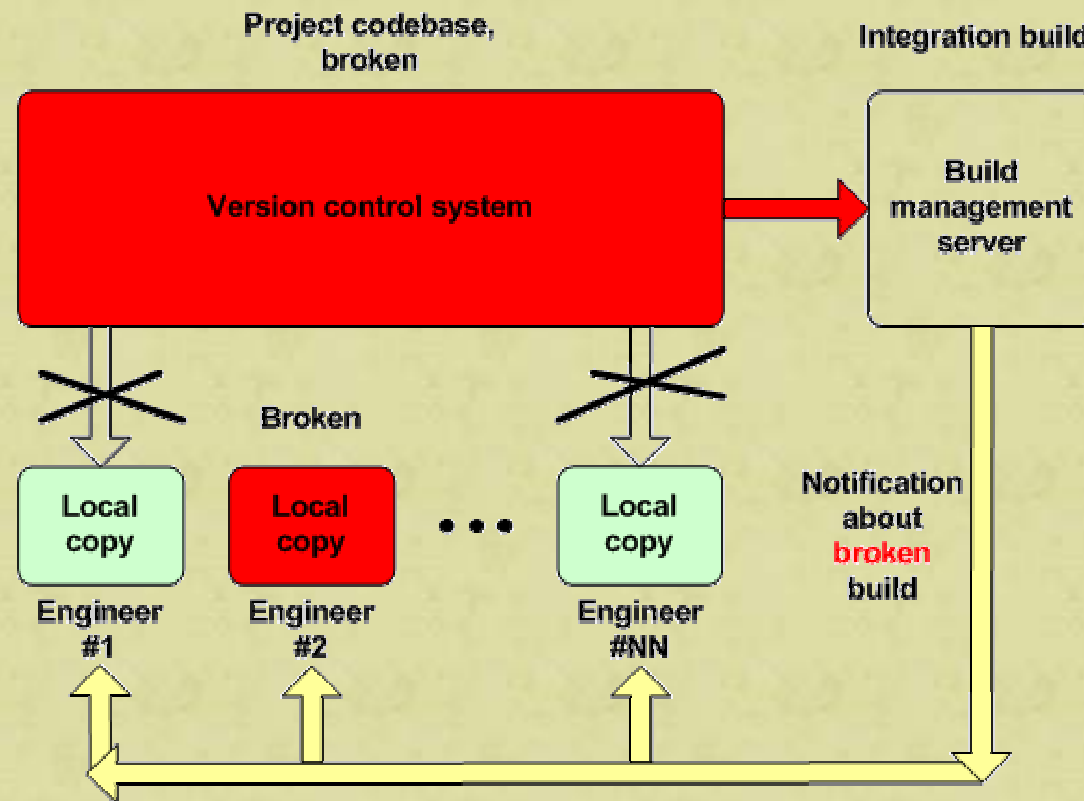 Project codebase,
broken
Integration build
Version control system
Build
management
server
Broken
Local
copy
Local
copy
Local
copy
Engineer
#1
Engineer
#2
Engineer
#NN
Notification
about
broken
build